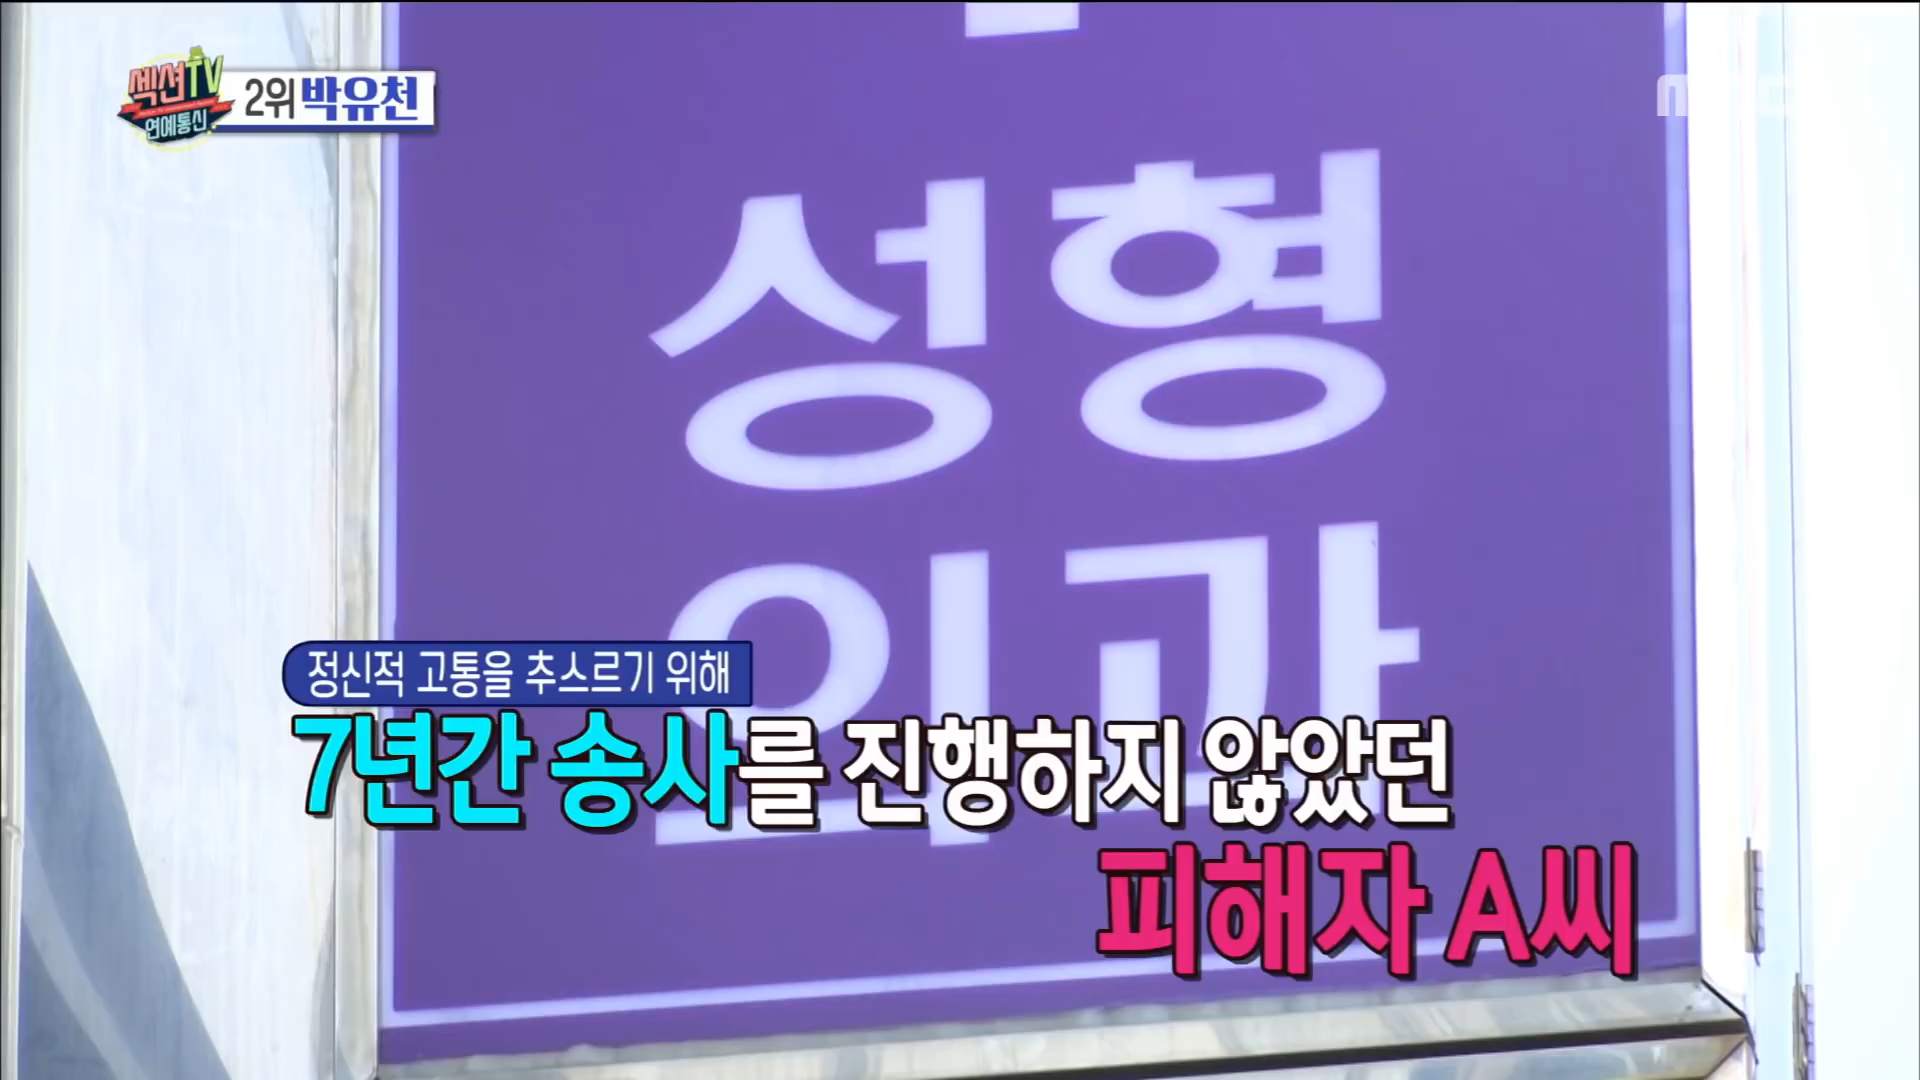 섹션TV
연예통신
2위 박유천
성형
외과
정신적 고통을 추스르기 위해
7년간 송사를 진행하지 않았던
피해자 A씨